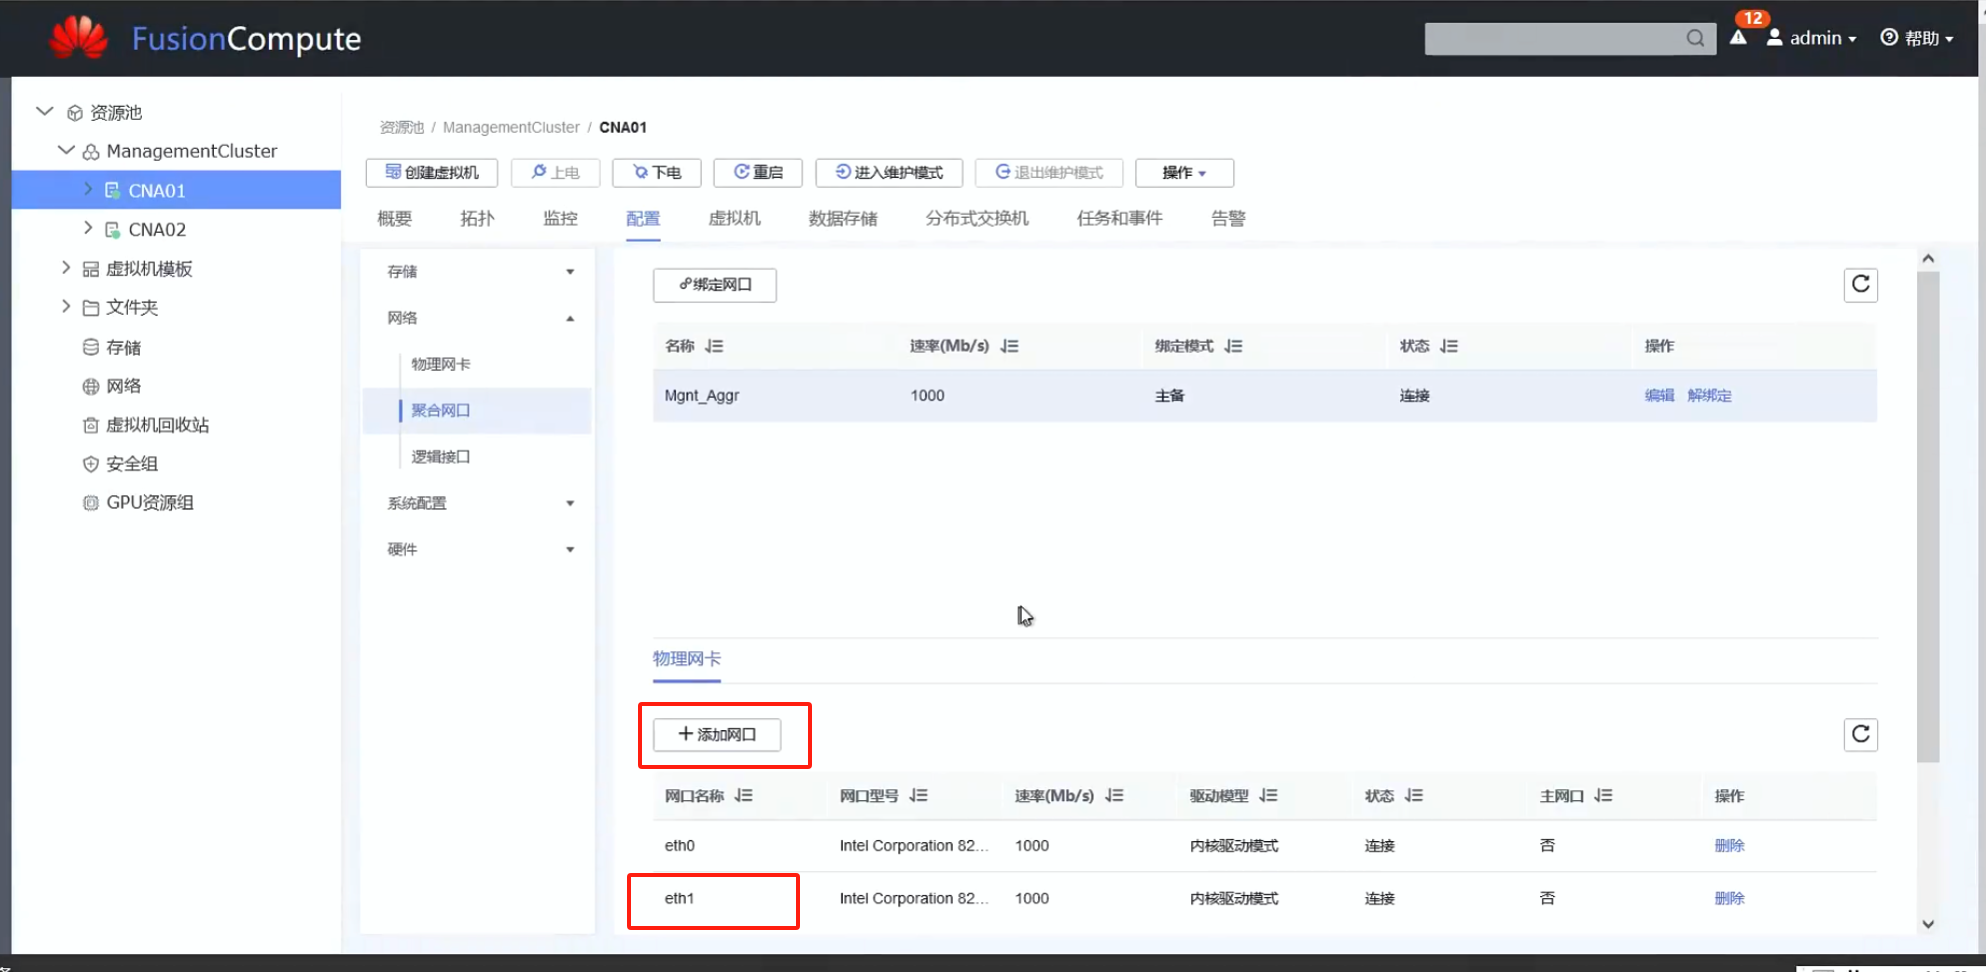 FusionCompute
12
admin
帮助
资源池
ManagementCluster
CNA01
CNA02
虚拟机模板
文件夹
存储
网络
虚拟机回收站
安全组
GPU资源组
资源池 / ManagementCluster / CNA01
创建虚拟机 上电 下电 重启 进入维护模式 退出维护模式 操作
概要 拓扑 监控 配置 虚拟机 数据存储 分布式交换机 任务和事件 告警
存储
网络
物理网卡
聚合网口
逻辑接口
系统配置
硬件
绑定网口
名称 速率(Mb/s) 绑定模式 状态 操作
Mgnt_Aggr 1000 主备 连接 编辑 解绑定
物理网卡
添加网口
网口名称 网口型号 速率(Mb/s) 驱动模型 状态 主网口 操作
eth0 Intel Corporation 82... 1000 内核驱动模式 连接 否 删除
eth1 Intel Corporation 82... 1000 内核驱动模式 连接 否 删除